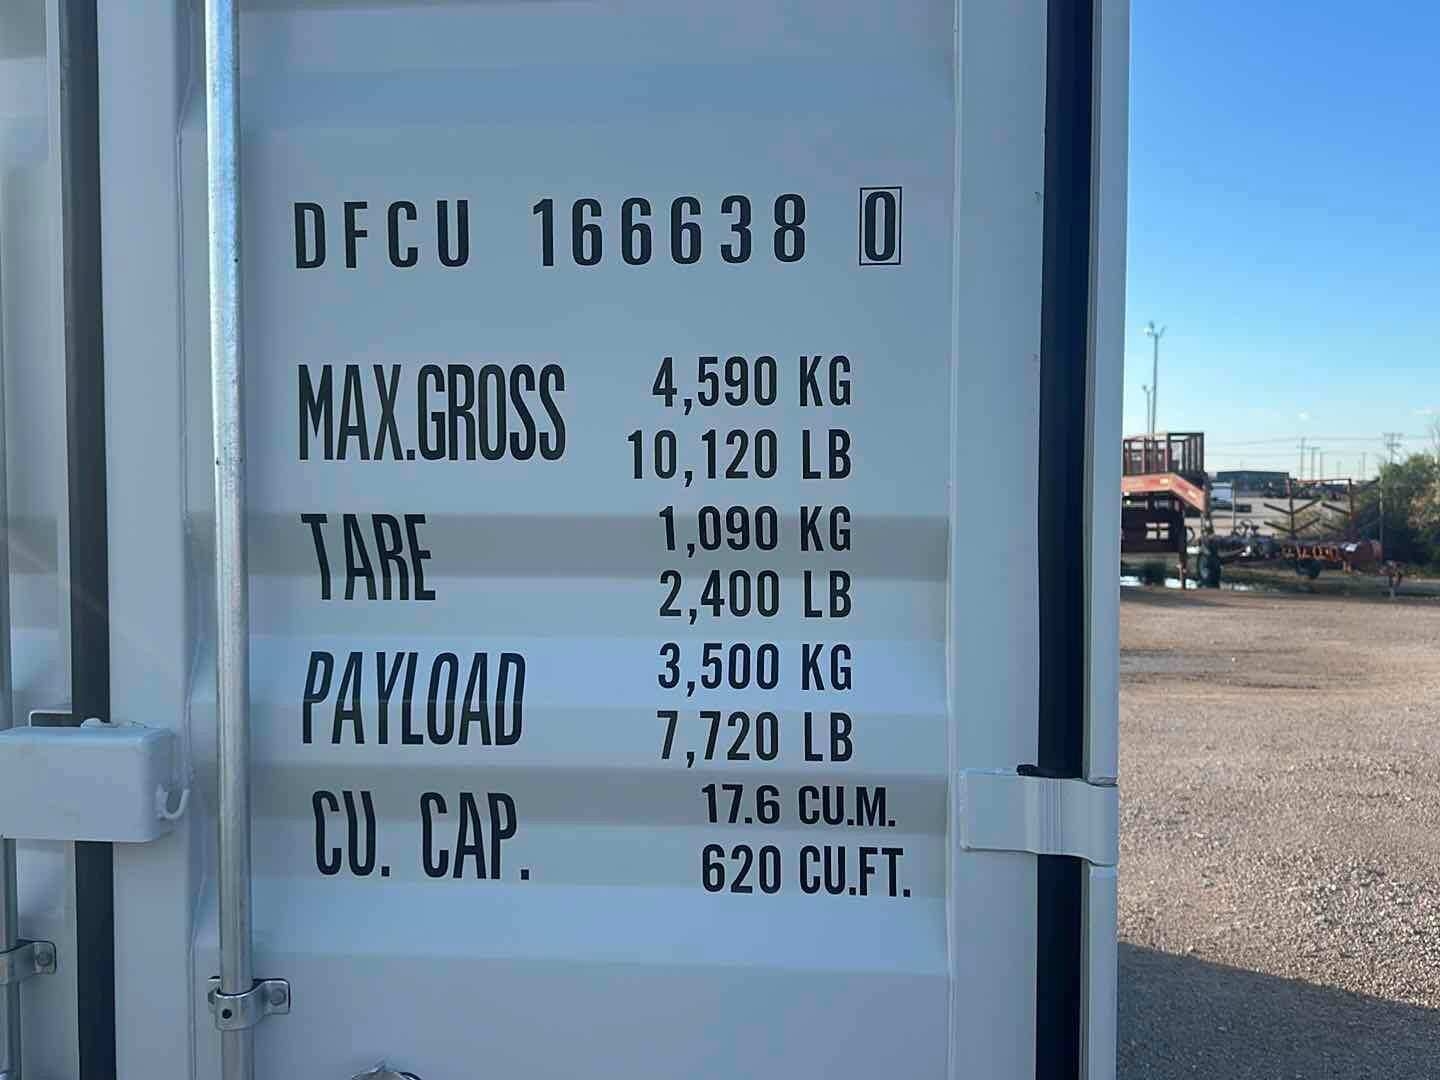 DFCU 166638 0
MAX.GROSS 4,590 KG
10,120 LB
TARE 1,090 KG
2,400 LB
PAYLOAD 3,500 KG
7,720 LB
CU. CAP. 17.6 CU.M.
620 CU.FT.